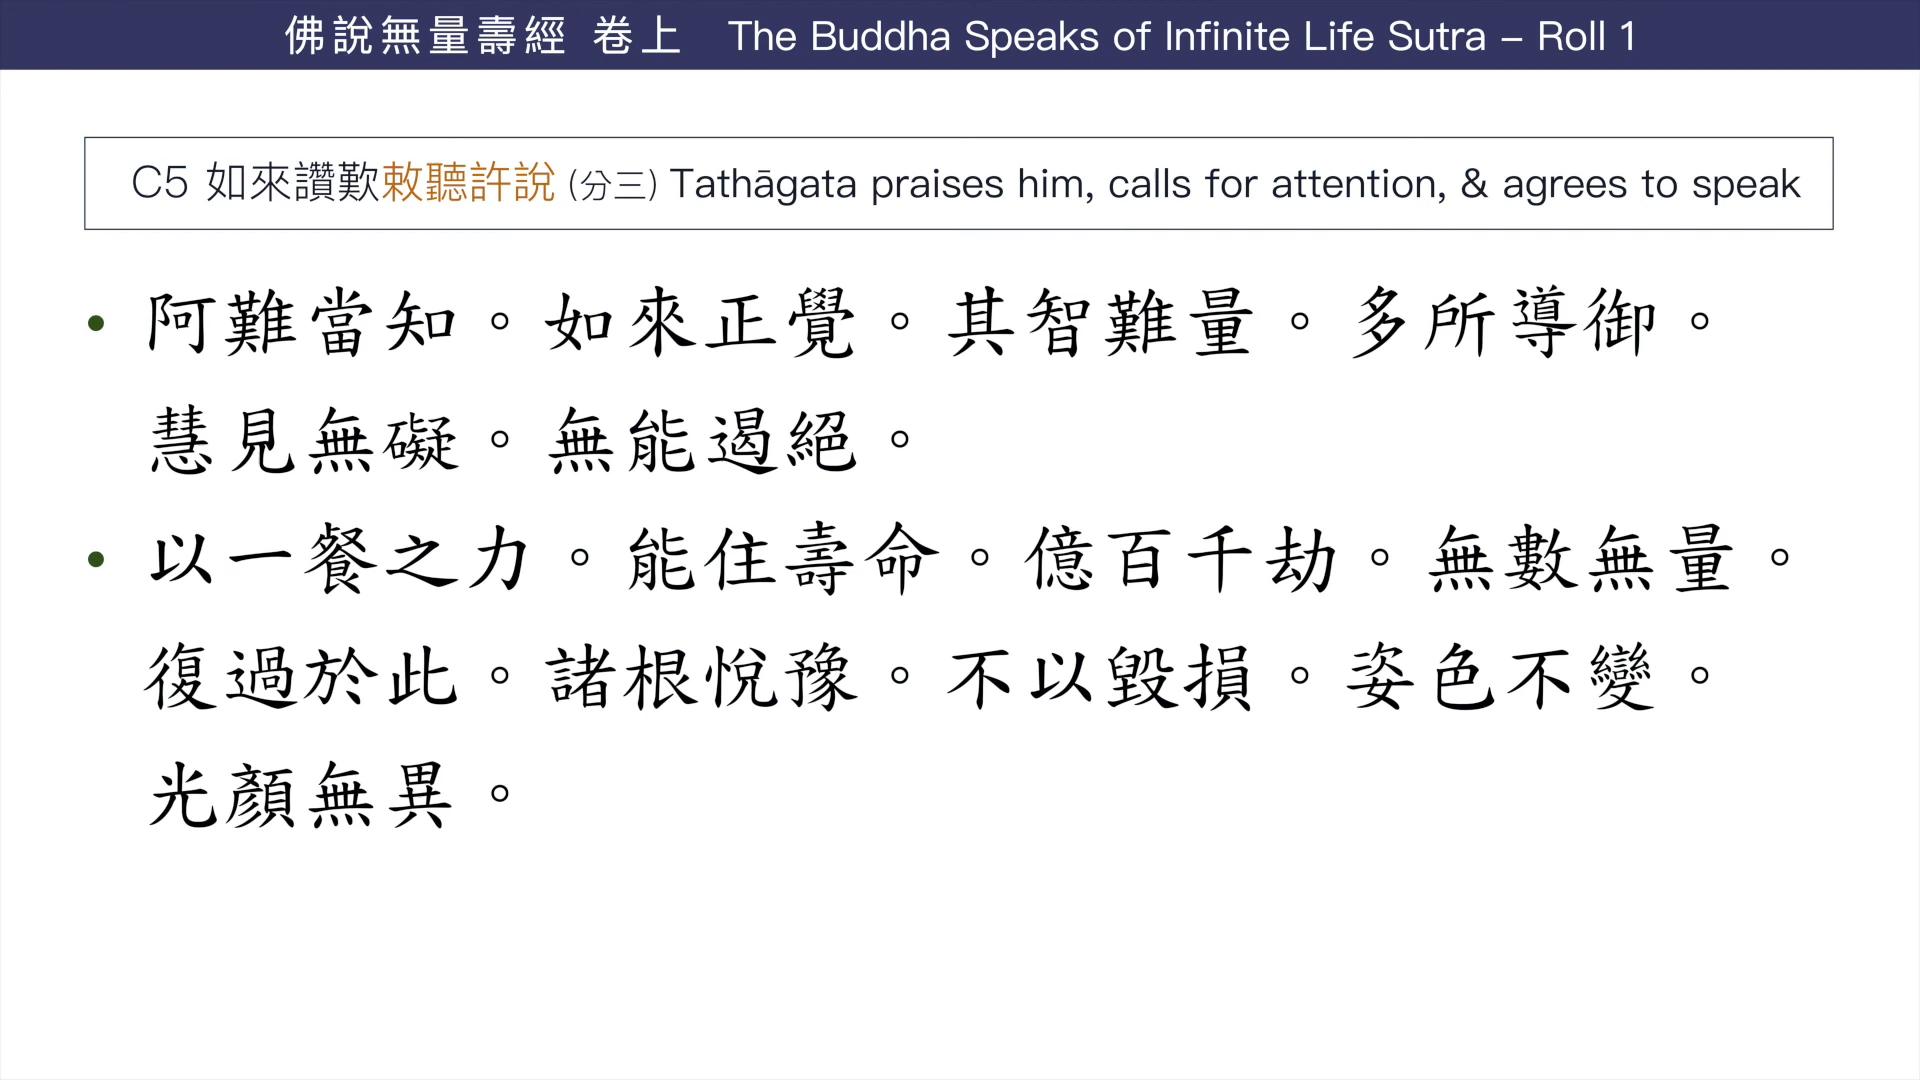 佛說無量壽經 卷上 The Buddha Speaks of Infinite Life Sutra – Roll 1
C5 如來讚歎敕聽許說 (分三) Tathāgata praises him, calls for attention, & agrees to speak
• 阿難當知。如來正覺。其智難量。多所導御。
慧見無礙。無能遏絕。
• 以一餐之力。能住壽命。億百千劫。無數無量。
復過於此。諸根悅豫。不以毀損。姿色不變。
光顏無異。